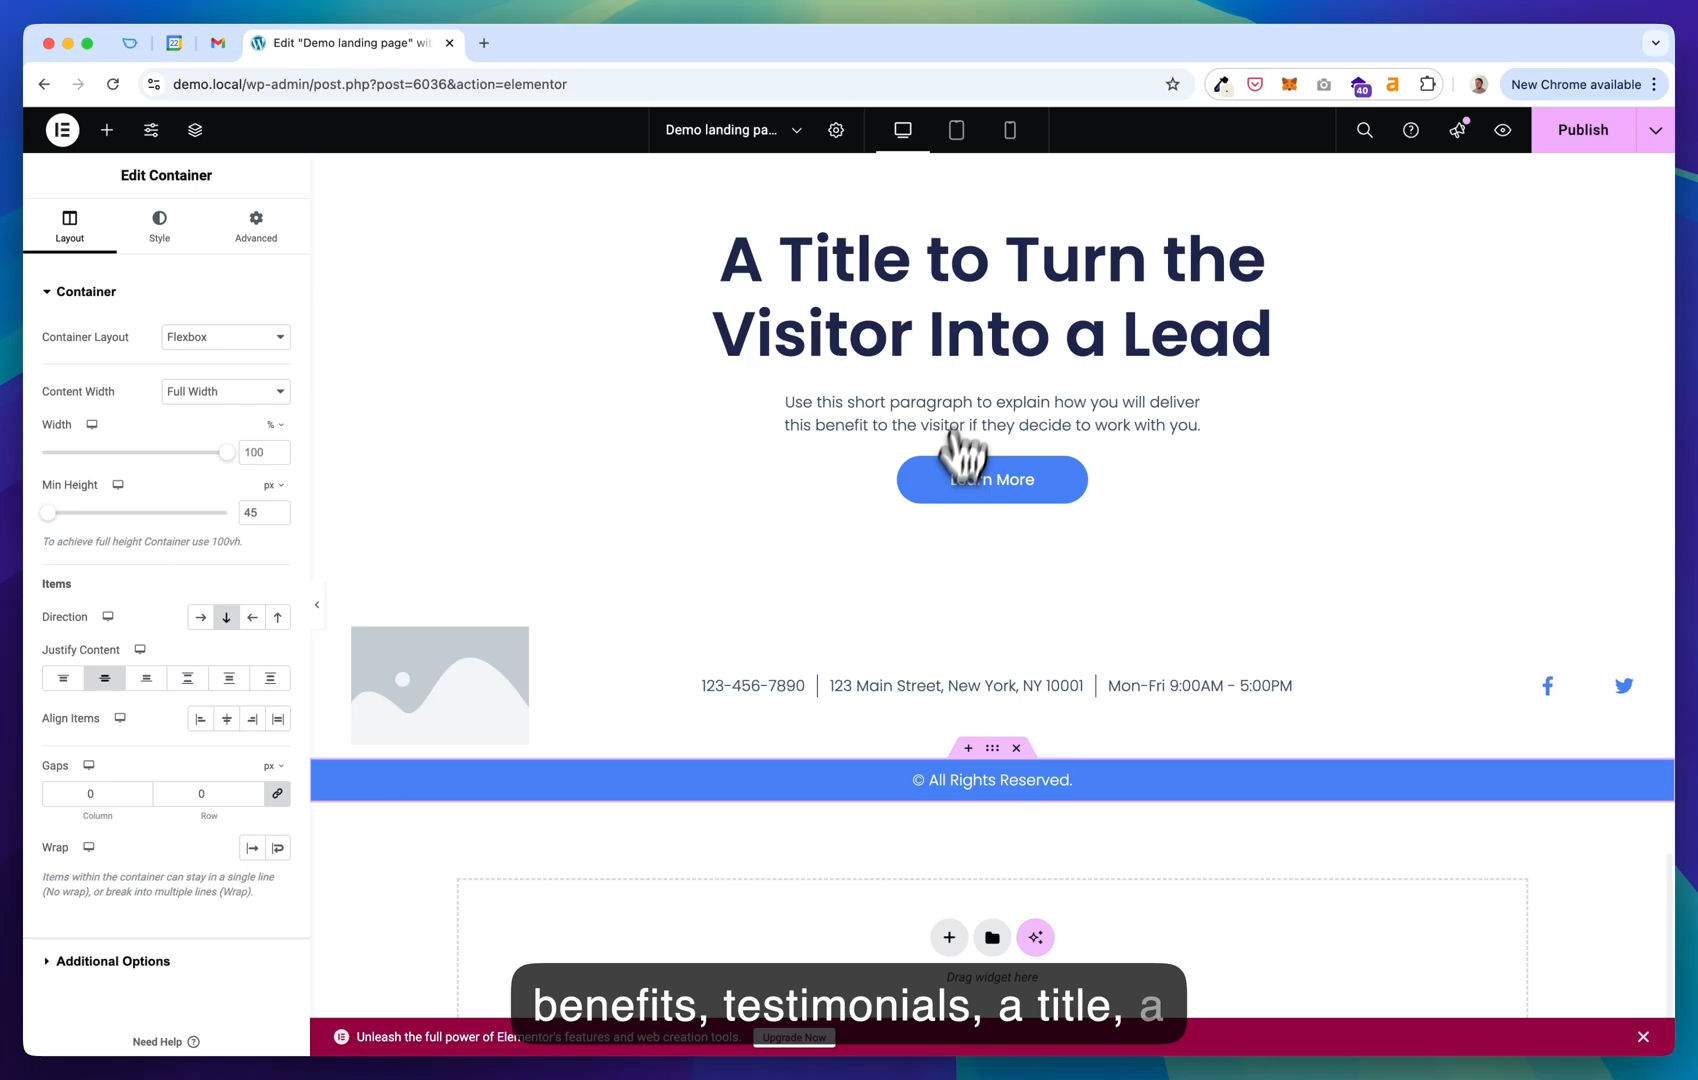 22
Edit "Demo landing page" wit
demo.local/wp-admin/post.php?post=6036&action=elementor
40
New Chrome available
Demo landing pa...
Publish
Edit Container
Layout
Style
Advanced
Container
Container Layout
Flexbox
Content Width
Full Width
Width
%
100
Min Height
px
45
To achieve full height Container use 100vh.
Items
Direction
Justify Content
Align Items
Gaps
px
0
0
Column
Row
Wrap
Items within the container can stay in a single line
(No wrap), or break into multiple lines (Wrap).
Additional Options
Need Help
A Title to Turn the
Visitor Into a Lead
Use this short paragraph to explain how you will deliver
this benefit to the visitor if they decide to work with you.
Learn More
123-456-7890
123 Main Street, New York, NY 10001
Mon-Fri 9:00AM - 5:00PM
© All Rights Reserved.
Drag widget here
benefits, testimonials, a title, a
Unleash the full power of Elementor's features and web creation tools.
Upgrade Now